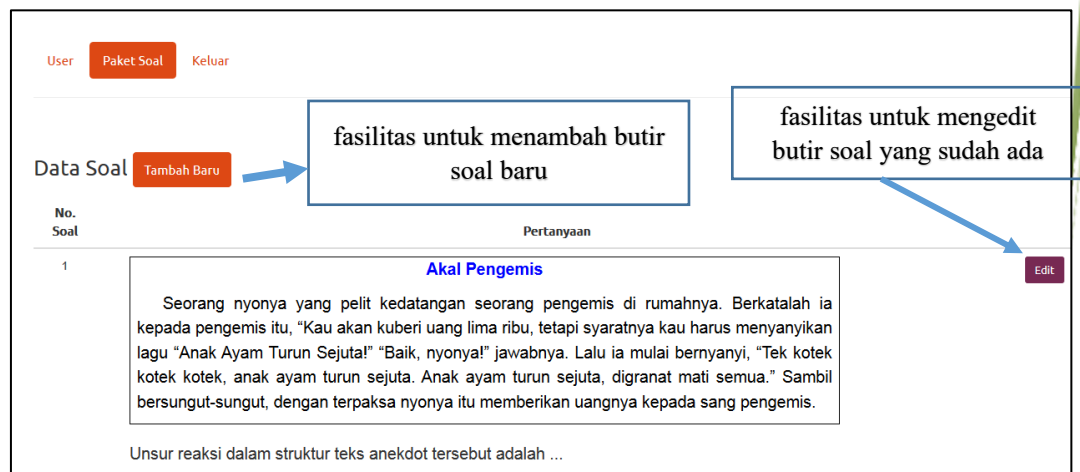 User Paket Soal Keluar
fasilitas untuk menambah butir
soal baru
fasilitas untuk mengedit
butir soal yang sudah ada
Data Soal Tambah Baru
No.
Soal
Pertanyaan
1
Akal Pengemis
Edit
Seorang nyonya yang pelit kedatangan seorang pengemis di rumahnya. Berkatalah ia
kepada pengemis itu, “Kau akan kuberi uang lima ribu, tetapi syaratnya kau harus menyanyikan
lagu “Anak Ayam Turun Sejuta!” “Baik, nyonya!” jawabnya. Lalu ia mulai bernyanyi, “Tek kotek
kotek kotek, anak ayam turun sejuta. Anak ayam turun sejuta, digranat mati semua.” Sambil
bersungut-sungut, dengan terpaksa nyonya itu memberikan uangnya kepada sang pengemis.
Unsur reaksi dalam struktur teks anekdot tersebut adalah ...